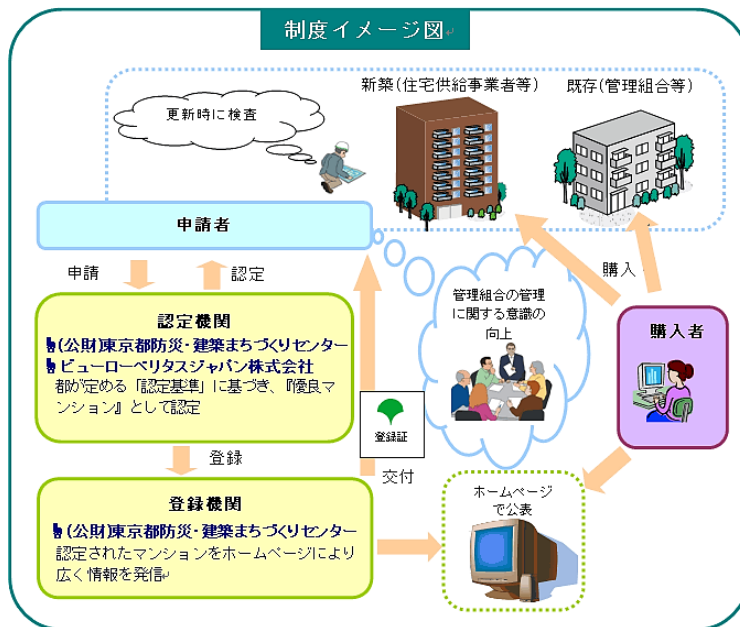 制度イメージ図
新築(住宅供給事業者等)
既存(管理組合等)
更新時に検査
申請者
申請
認定
購入
認定機関
(公財)東京都防災・建築まちづくりセンター
ビューローベリタスジャパン株式会社
都が定める「認定基準」に基づき、『優良マ
ンション』として認定
管理組合の管理
に関する意識の
向上
購入者
登録証
登録
交付
登録機関
(公財)東京都防災・建築まちづくりセンター
認定されたマンションをホームページにより
広く情報を発信
ホームページ
で公表